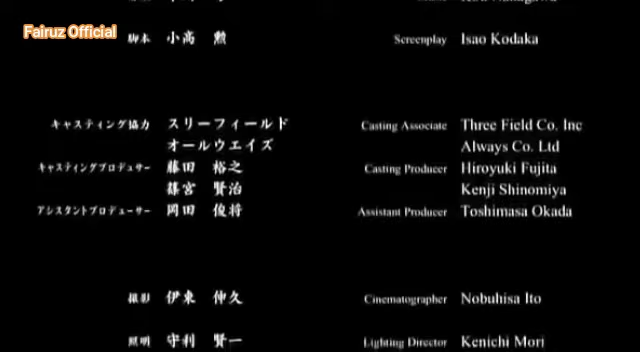 Fairuz Official
脚本 小高 勲 Screenplay Isao Kodaka
キャスティング協力 スリーフィールド Casting Associate Three Field Co. Inc
オールウエイズ Always Co. Ltd
キャスティングプロデュサー 藤田 裕之 Casting Producer Hiroyuki Fujita
篠宮 賢治 Kenji Shinomiya
アシスタントプロデューサー 岡田 俊将 Assistant Producer Toshimasa Okada
撮影 伊東 伸久 Cinematographer Nobuhisa Ito
照明 守利 賢一 Lighting Director Kenichi Mori